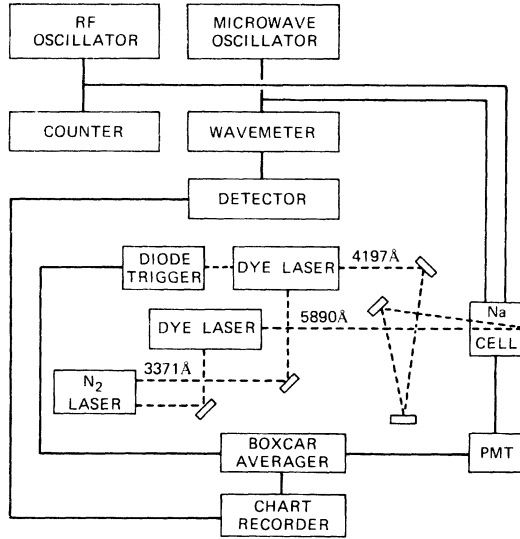 RF
OSCILLATOR
MICROWAVE
OSCILLATOR
COUNTER
WAVEMETER
DETECTOR
DIODE
TRIGGER
DYE LASER
4197Å
DYE LASER
5890Å
Na
CELL
3371Å
N₂
LASER
BOXCAR
AVERAGER
PMT
CHART
RECORDER